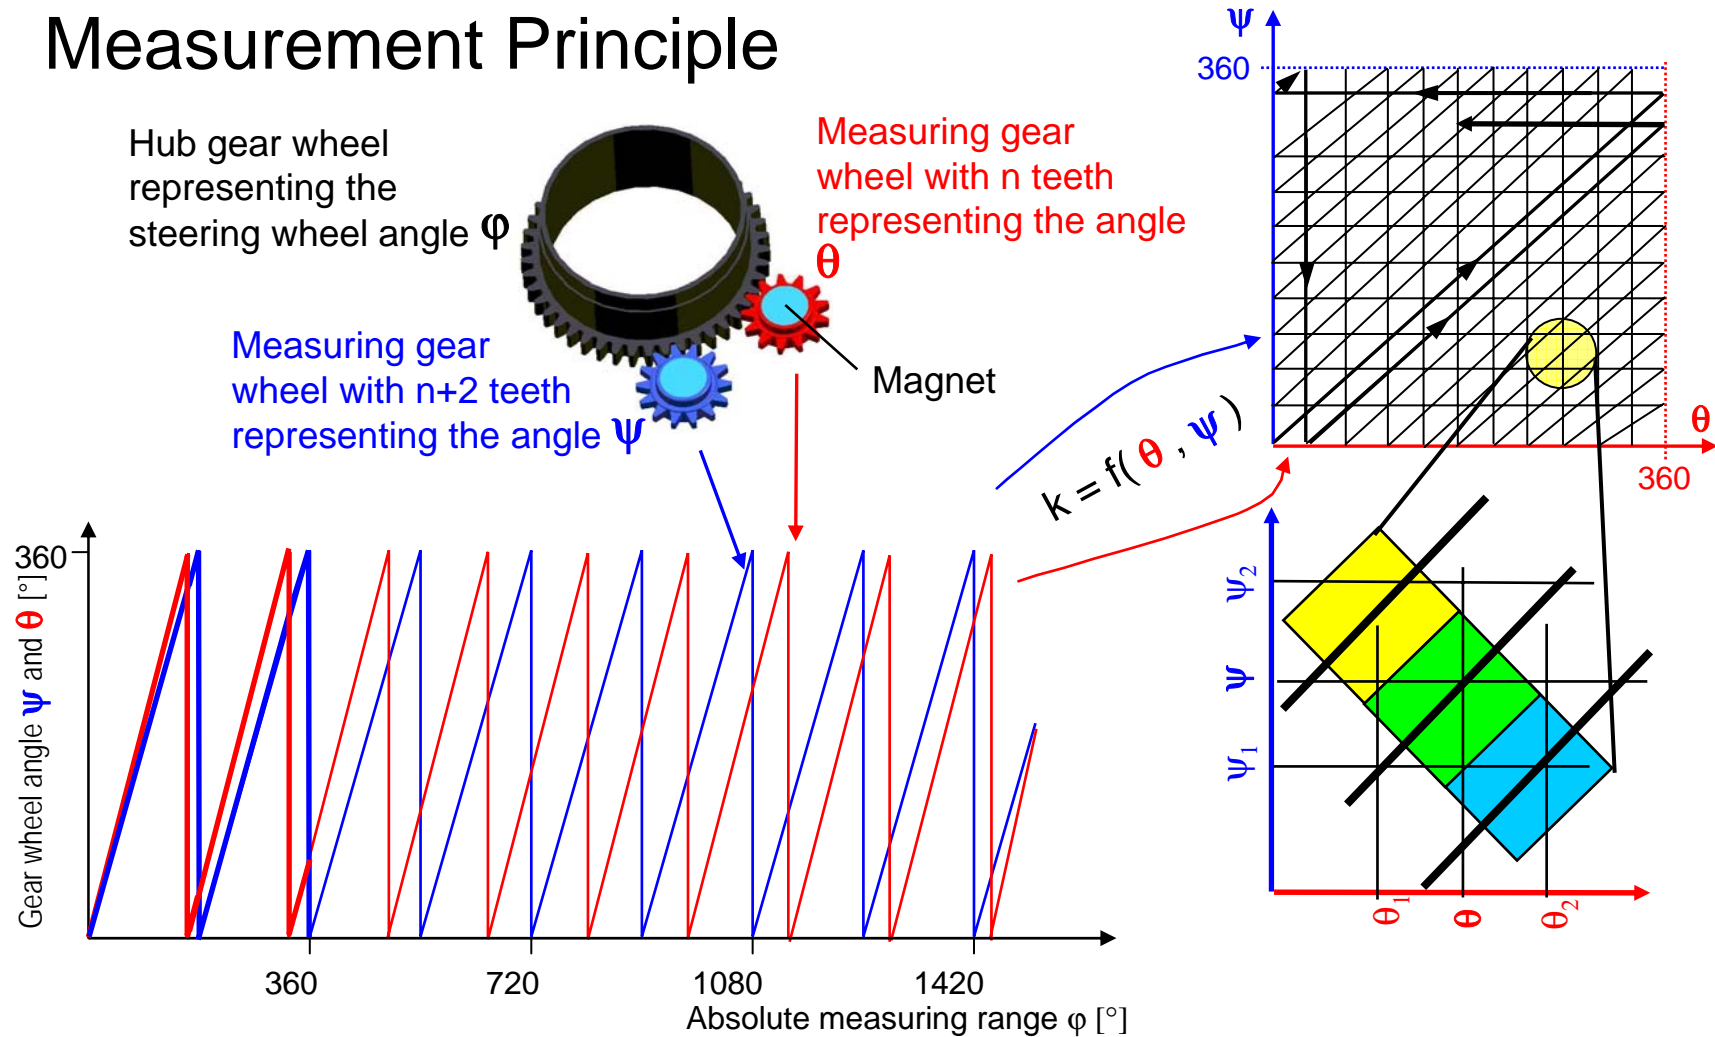 Measurement Principle
Hub gear wheel
representing the
steering wheel angle φ
Measuring gear
wheel with n teeth
representing the angle
θ
Measuring gear
wheel with n+2 teeth
representing the angle ψ
Magnet
k = f( θ , ψ )
ψ
360
θ
360
360
Gear wheel angle ψ and θ [°]
360
720
1080
1420
Absolute measuring range φ [°]
ψ2
ψ
ψ1
θ1
θ
θ2